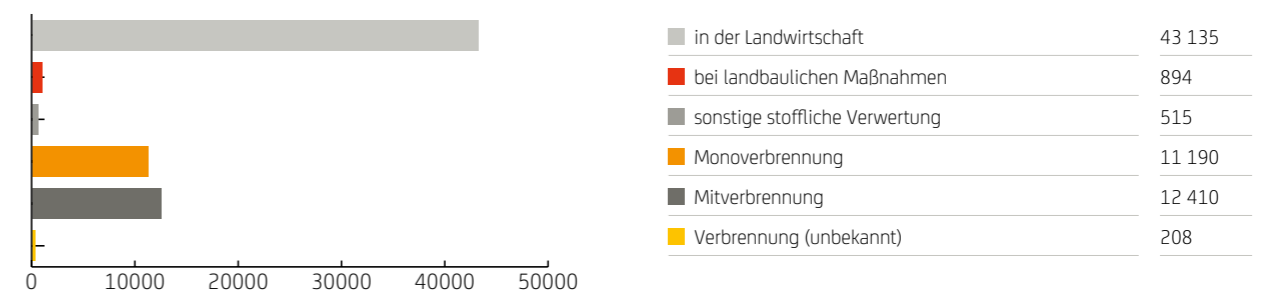 in der Landwirtschaft 43 135
bei landbaulichen Maßnahmen 894
sonstige stoffliche Verwertung 515
Monoverbrennung 11 190
Mitverbrennung 12 410
Verbrennung (unbekannt) 208
0 10000 20000 30000 40000 50000